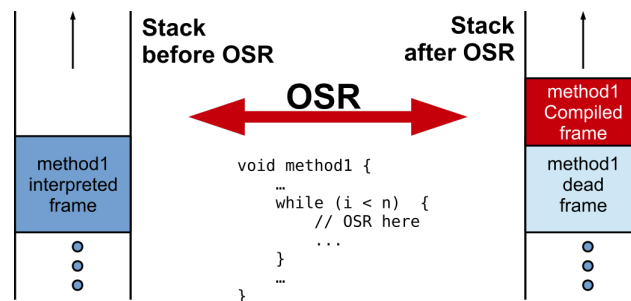 Stack
before OSR
Stack
after OSR
OSR
method1
interpreted
frame
void method1 {
…
while (i < n)  {
// OSR here
...
}
…
}
method1
Compiled
frame
method1
dead
frame